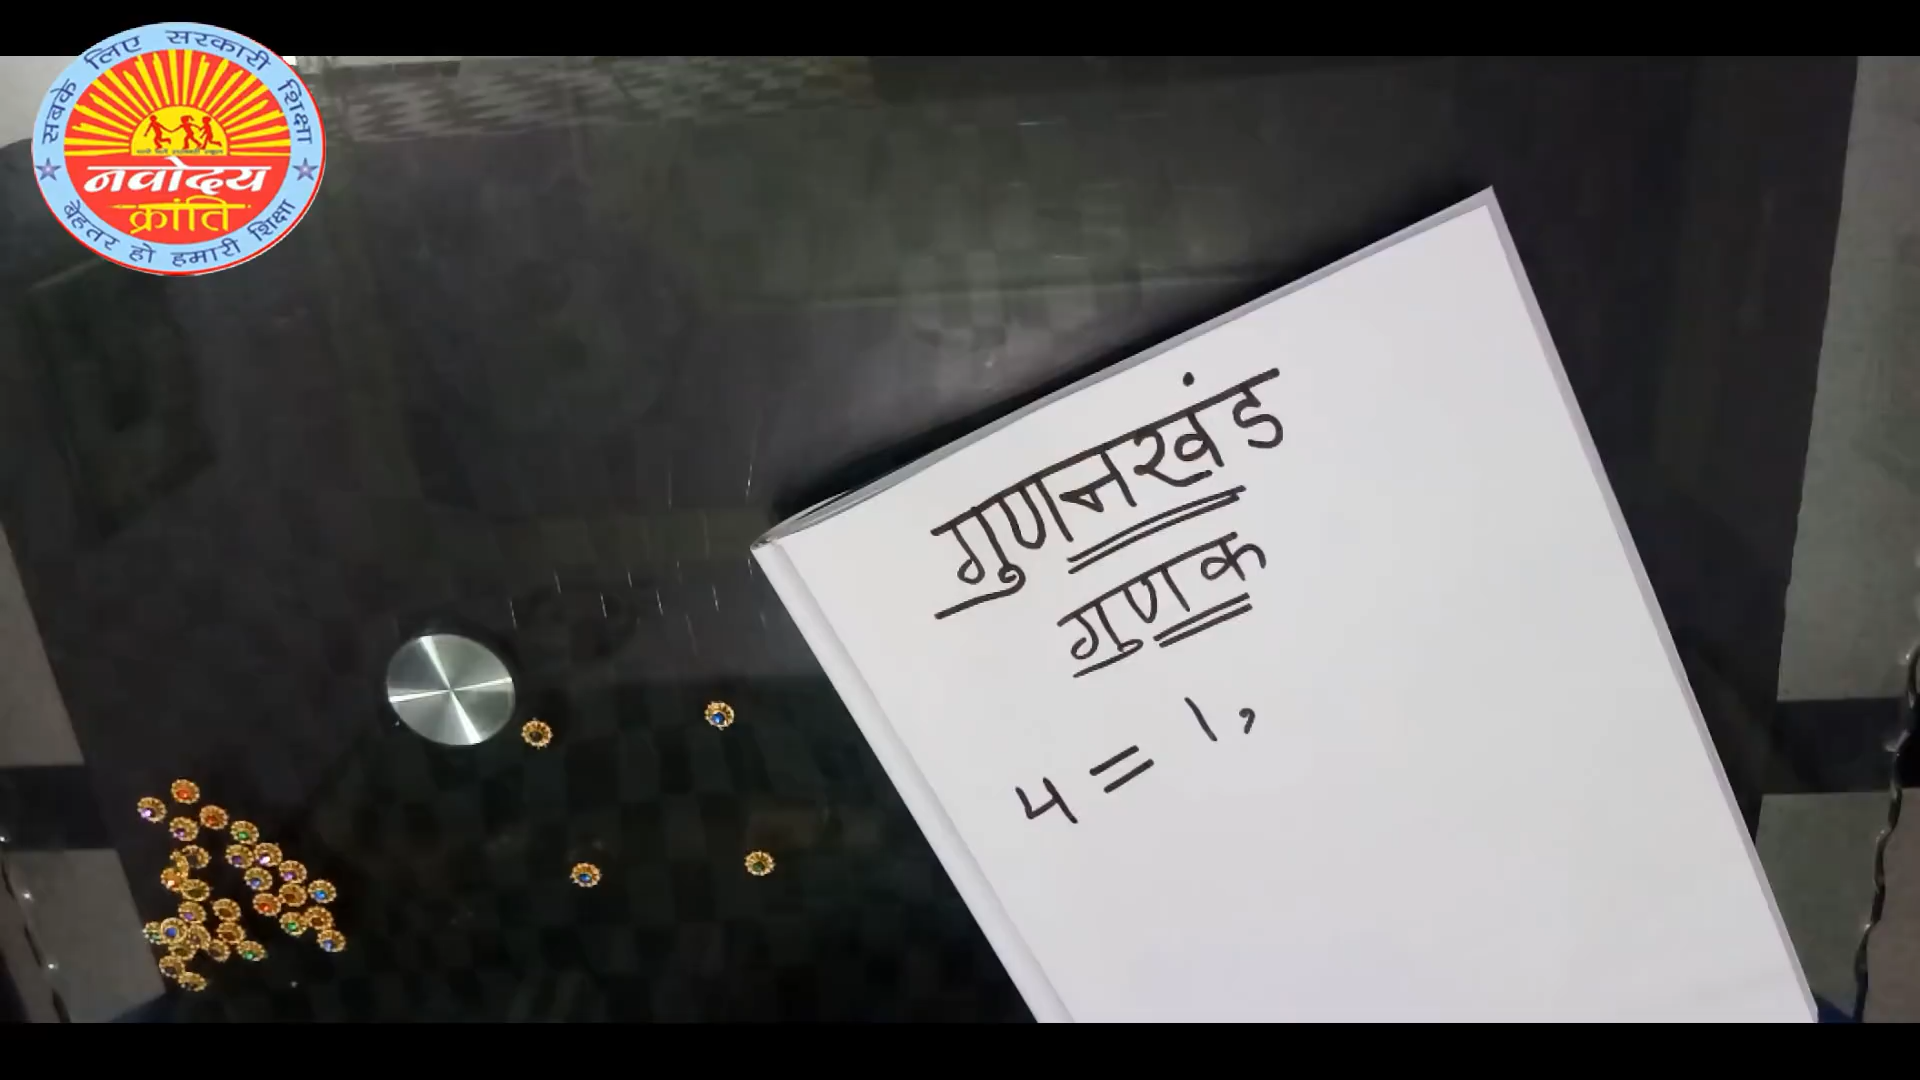 सबके लिए सरकारी शिक्षा
नवोदय
क्रांति
बेहतर हो हमारी शिक्षा
गुणनखंड
गुणक
4 = 1,